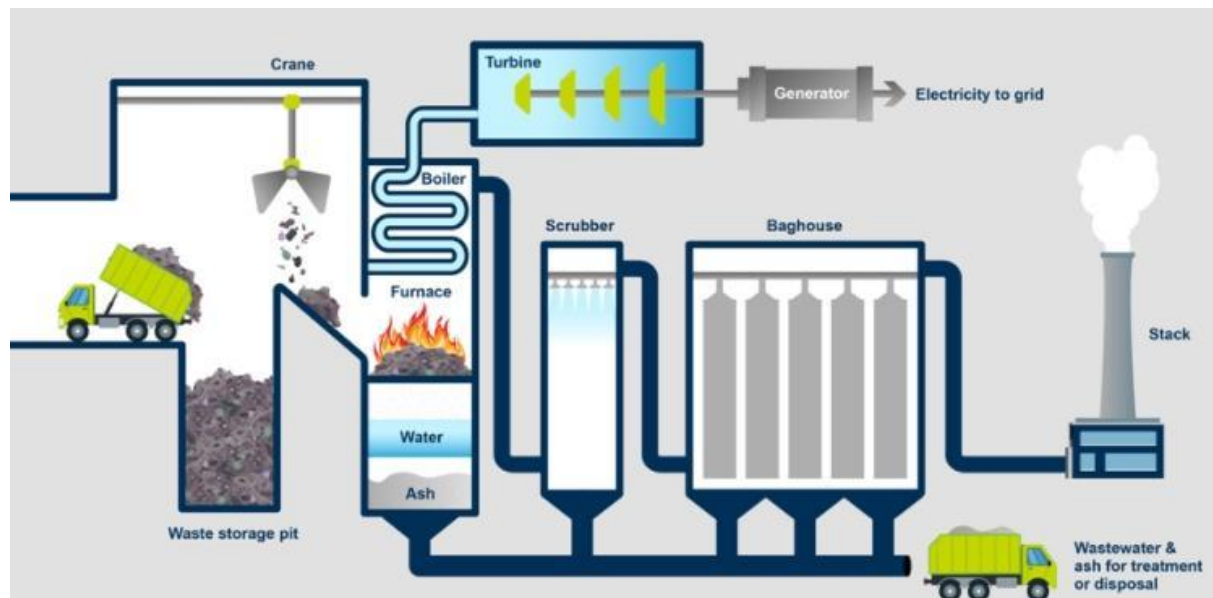 Crane
Turbine
Generator
Electricity to grid
Boiler
Scrubber
Baghouse
Furnace
Stack
Water
Ash
Waste storage pit
Wastewater &
ash for treatment
or disposal